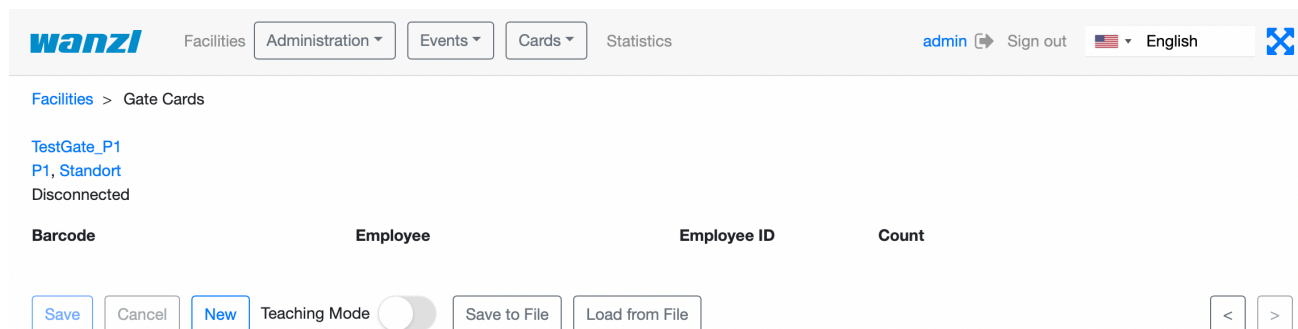 wanzl Facilities Administration Events Cards Statistics admin Sign out English
Facilities > Gate Cards
TestGate_P1
P1, Standort
Disconnected
Barcode Employee Employee ID Count
Save Cancel New Teaching Mode Save to File Load from File < >